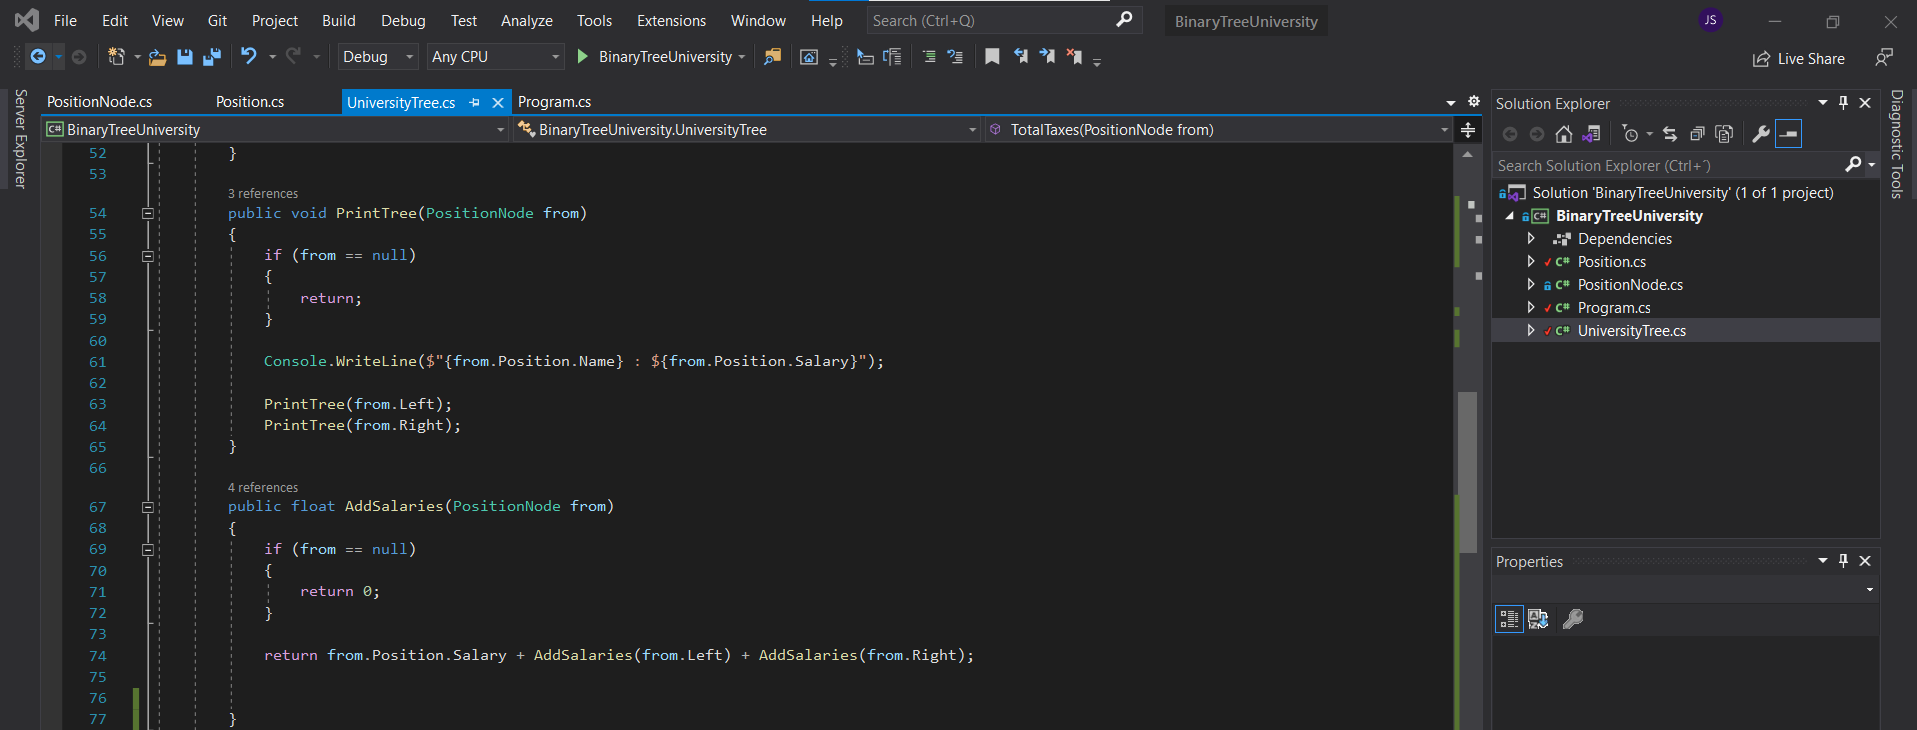 File Edit View Git Project Build Debug Test Analyze Tools Extensions Window Help Search (Ctrl+Q) BinaryTreeUniversity JS
Debug Any CPU BinaryTreeUniversity Live Share
Server Explorer
PositionNode.cs Position.cs UniversityTree.cs Program.cs
BinaryTreeUniversity BinaryTreeUniversity.UniversityTree TotalTaxes(PositionNode from)
52 }
53
3 references
54 public void PrintTree(PositionNode from)
55 {
56 if (from == null)
57 {
58 return;
59 }
60
61 Console.WriteLine($"{from.Position.Name} : ${from.Position.Salary}");
62
63 PrintTree(from.Left);
64 PrintTree(from.Right);
65 }
66
4 references
67 public float AddSalaries(PositionNode from)
68 {
69 if (from == null)
70 {
71 return 0;
72 }
73
74 return from.Position.Salary + AddSalaries(from.Left) + AddSalaries(from.Right);
75
76
77 }
Solution Explorer
Search Solution Explorer (Ctrl+´)
Solution 'BinaryTreeUniversity' (1 of 1 project)
C# BinaryTreeUniversity
Dependencies
C# Position.cs
C# PositionNode.cs
C# Program.cs
C# UniversityTree.cs
Properties
Diagnostic Tools